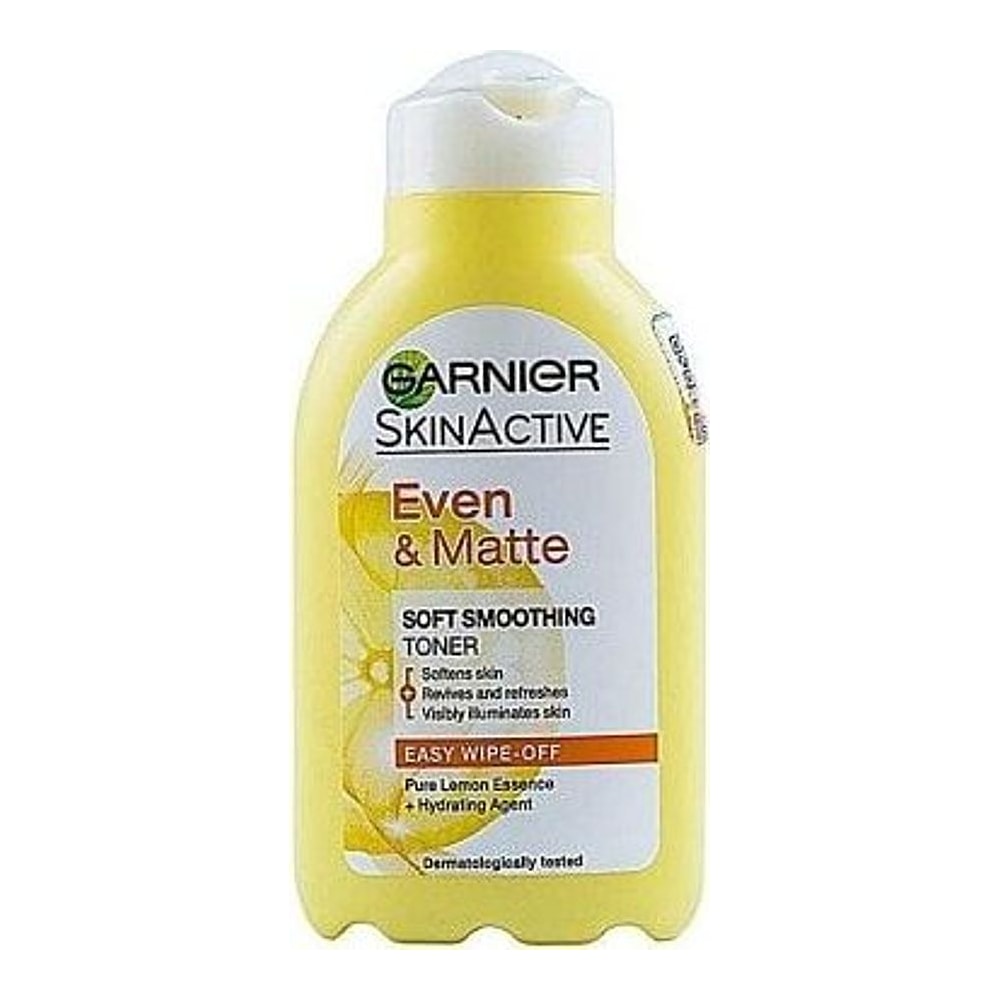 GARNIER
SKINACTIVE
Even
& Matte
SOFT SMOOTHING
TONER
Softens skin
Revives and refreshes
Visibly illuminates skin
EASY WIPE-OFF
Pure Lemon Essence
+ Hydrating Agent
Dermatologically tested